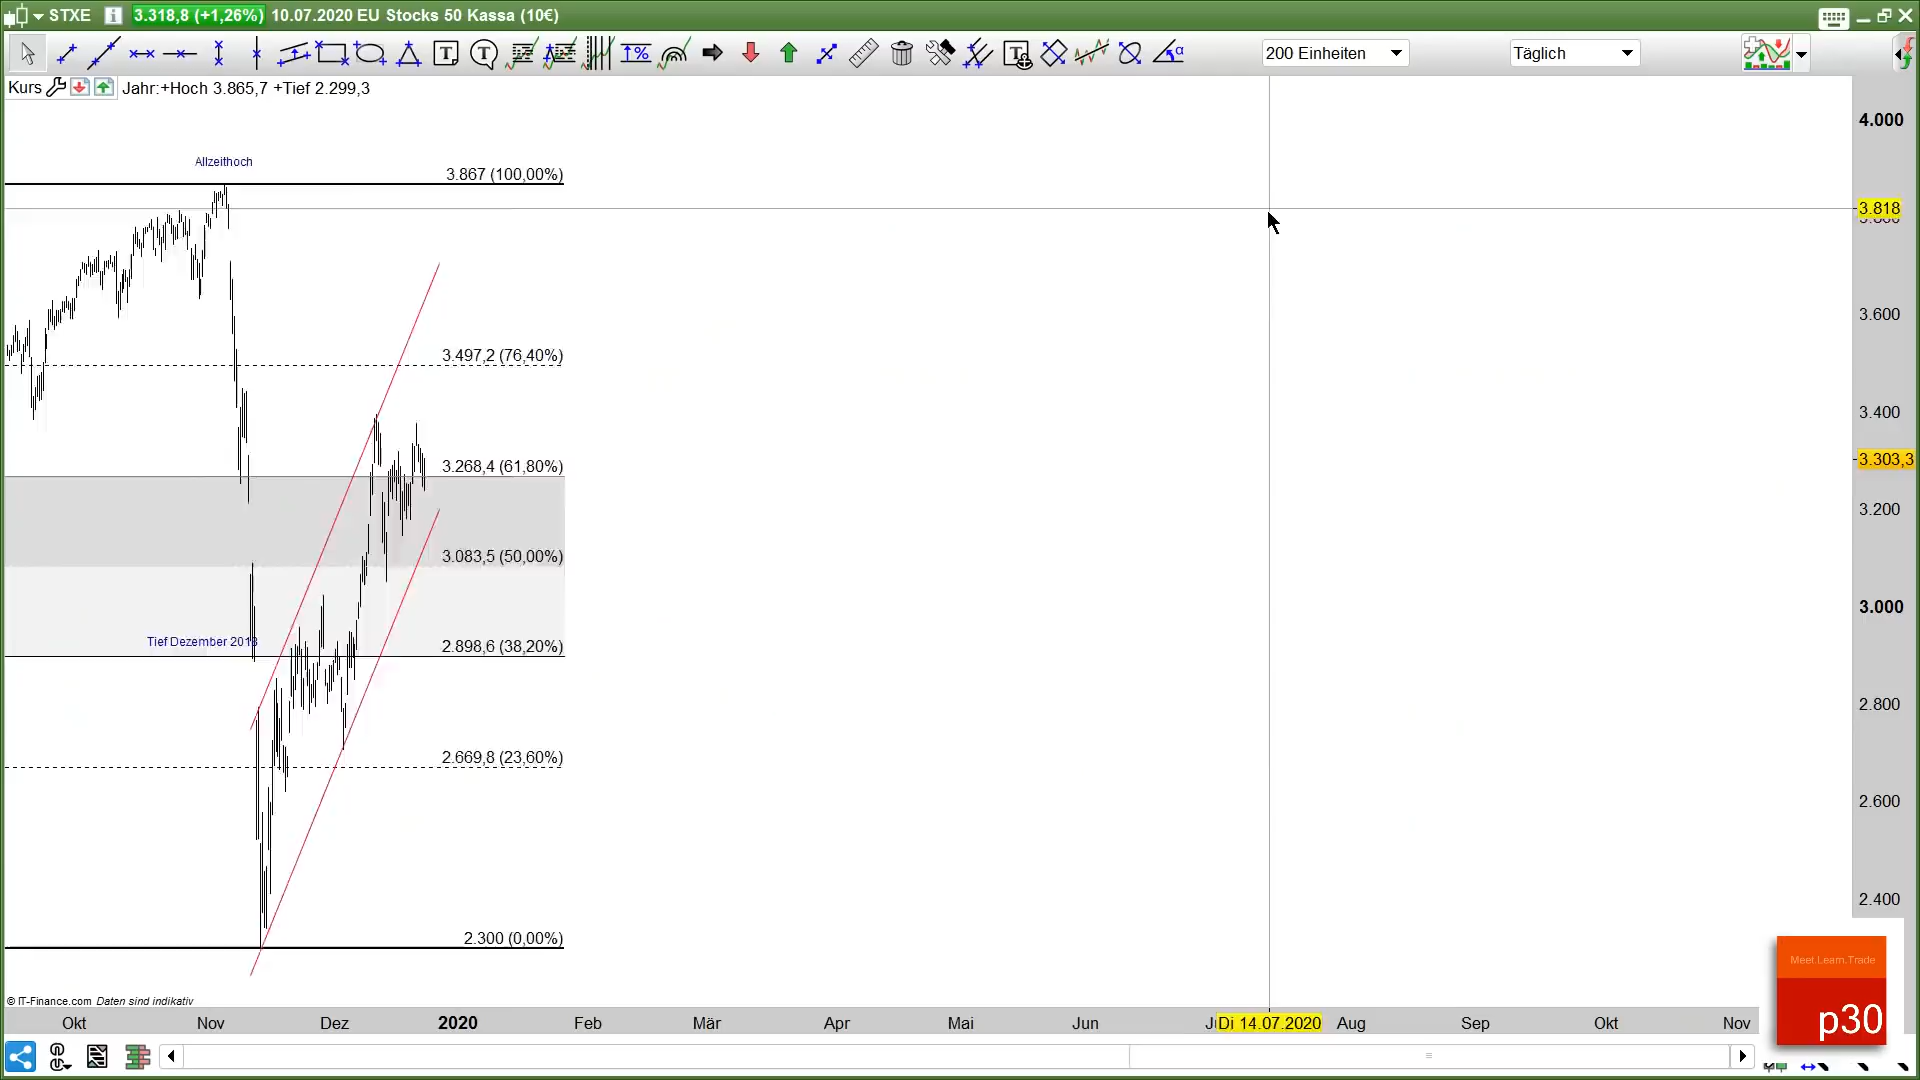 STXE 3.318,8 (+1,26%) 10.07.2020 EU Stocks 50 Kassa (10€)
200 Einheiten Täglich
Kurs Jahr:+Hoch 3.865,7 +Tief 2.299,3
4.000
Allzeithoch
3.867 (100,00%)
3.818
3.600
3.497,2 (76,40%)
3.400
3.268,4 (61,80%)
3.303,3
3.200
3.083,5 (50,00%)
3.000
Tief Dezember 2018
2.898,6 (38,20%)
2.800
2.669,8 (23,60%)
2.600
2.400
2.300 (0,00%)
Meet.Learn.Trade
p30
© IT-Finance.com Daten sind indikativ
Okt Nov Dez 2020 Feb Mär Apr Mai Jun Di 14.07.2020 Aug Sep Okt Nov